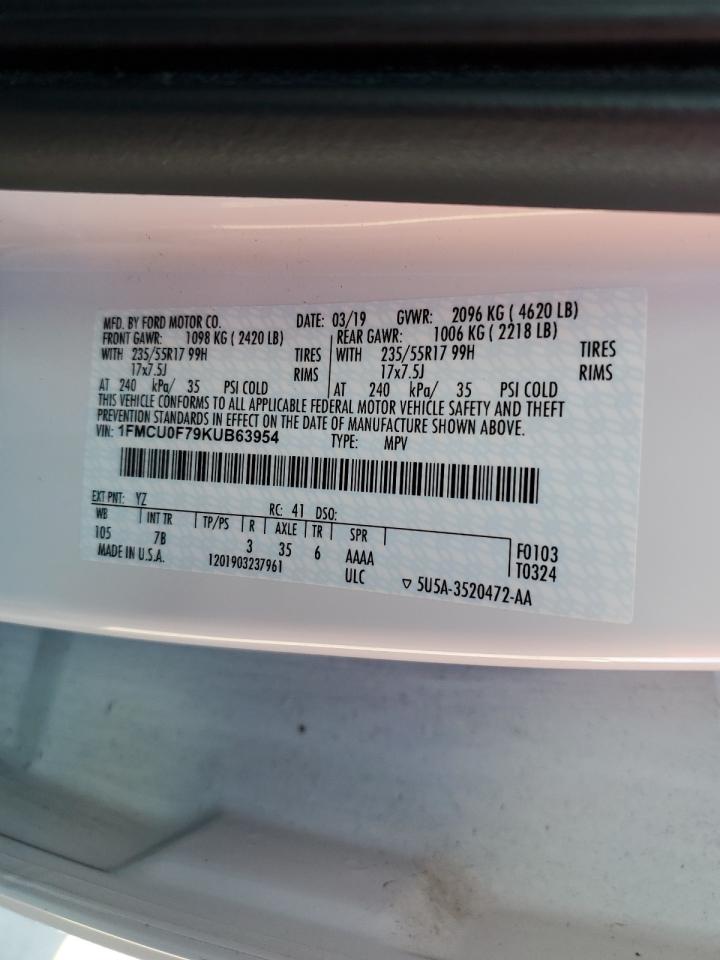 MFD. BY FORD MOTOR CO. DATE: 03/19 GVWR: 2096 KG ( 4620 LB)
FRONT GAWR: 1098 KG ( 2420 LB) REAR GAWR: 1006 KG ( 2218 LB)
WITH 235/55R17 99H TIRES WITH 235/55R17 99H TIRES
17x7.5J RIMS 17x7.5J RIMS
AT 240 kPa/ 35 PSI COLD AT 240 kPa/ 35 PSI COLD
THIS VEHICLE CONFORMS TO ALL APPLICABLE FEDERAL MOTOR VEHICLE SAFETY AND THEFT
PREVENTION STANDARDS IN EFFECT ON THE DATE OF MANUFACTURE SHOWN ABOVE.
VIN: 1FMCU0F79KUB63954 TYPE: MPV
EXT PNT: YZ RC: 41 DSO:
WB INT TR TP/PS R AXLE TR SPR
105 7B 3 35 6 AAAA F0103
MADE IN U.S.A. 1201903237961 ULC T0324
5U5A-3520472-AA